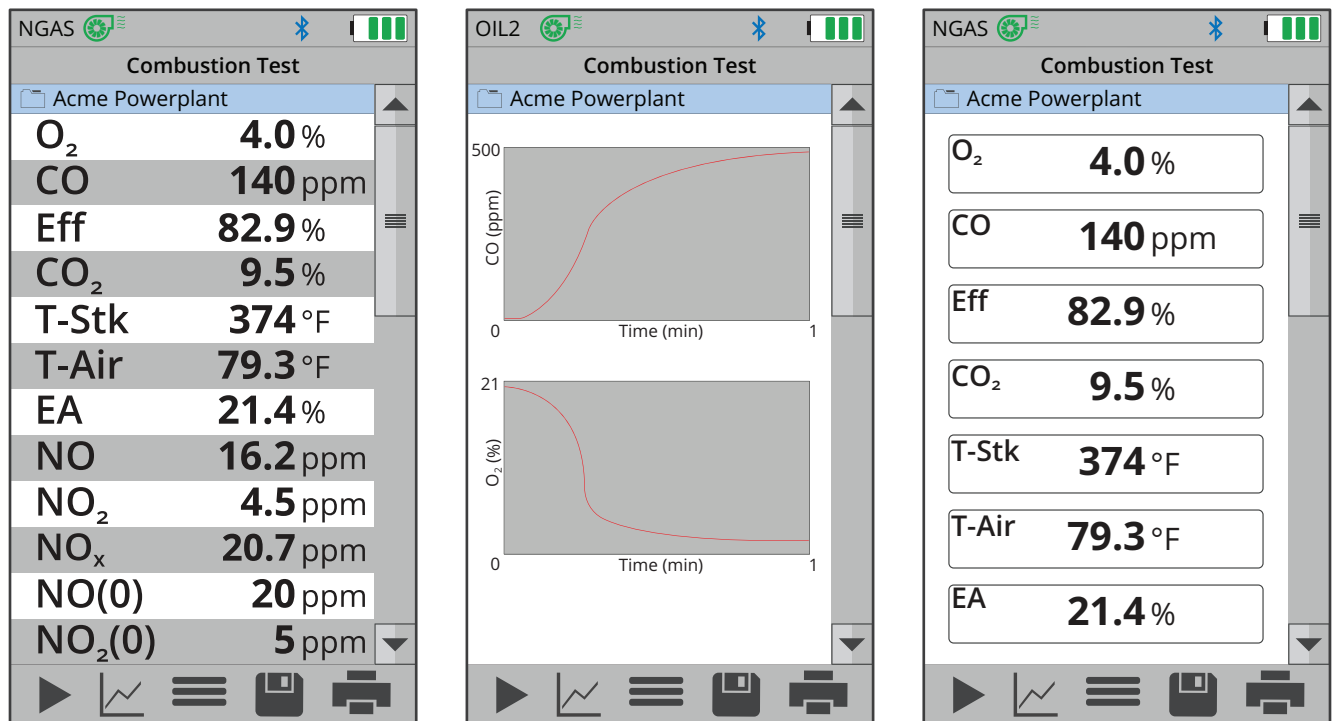 NGAS
Combustion Test
Acme Powerplant
O₂ 4.0 %
CO 140 ppm
Eff 82.9 %
CO₂ 9.5 %
T-Stk 374 °F
T-Air 79.3 °F
EA 21.4 %
NO 16.2 ppm
NO₂ 4.5 ppm
NOₓ 20.7 ppm
NO(0) 20 ppm
NO₂(0) 5 ppm
OIL2
Combustion Test
Acme Powerplant
500
CO (ppm)
0 Time (min) 1
21
O₂ (%)
0 Time (min) 1
NGAS
Combustion Test
Acme Powerplant
O₂ 4.0 %
CO 140 ppm
Eff 82.9 %
CO₂ 9.5 %
T-Stk 374 °F
T-Air 79.3 °F
EA 21.4 %